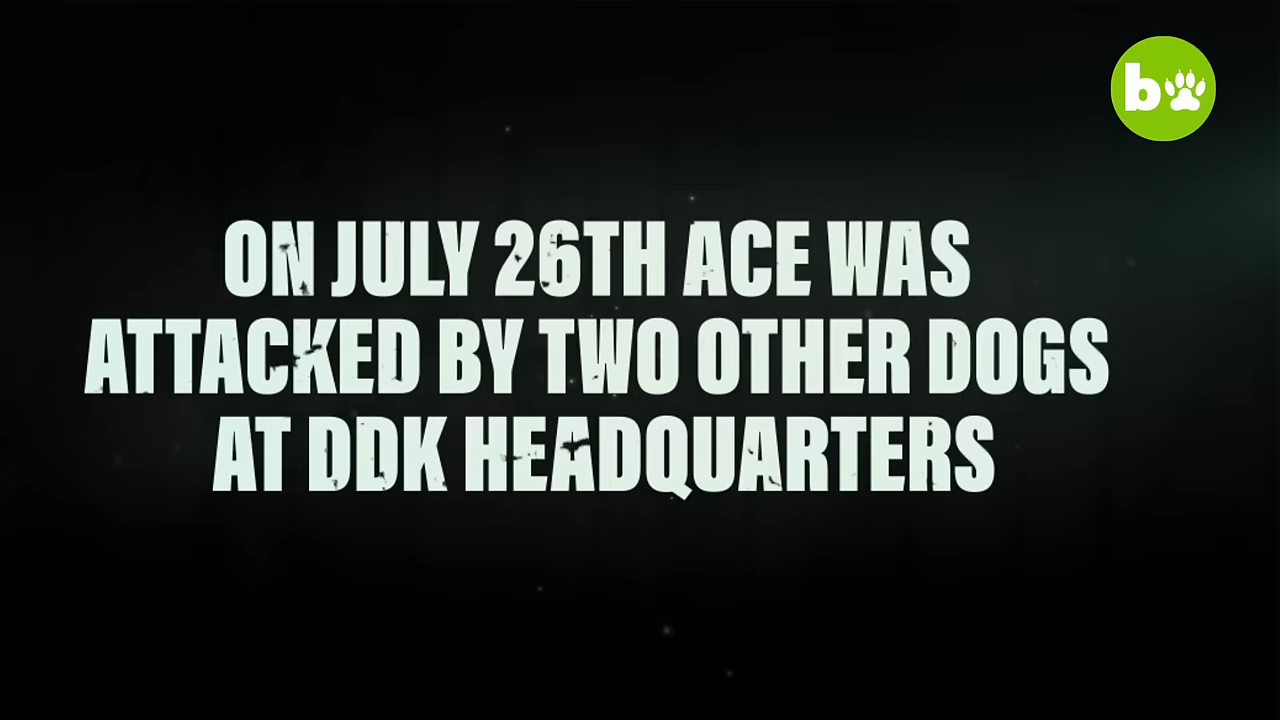 b
ON JULY 26TH ACE WAS
ATTACKED BY TWO OTHER DOGS
AT DDK HEADQUARTERS